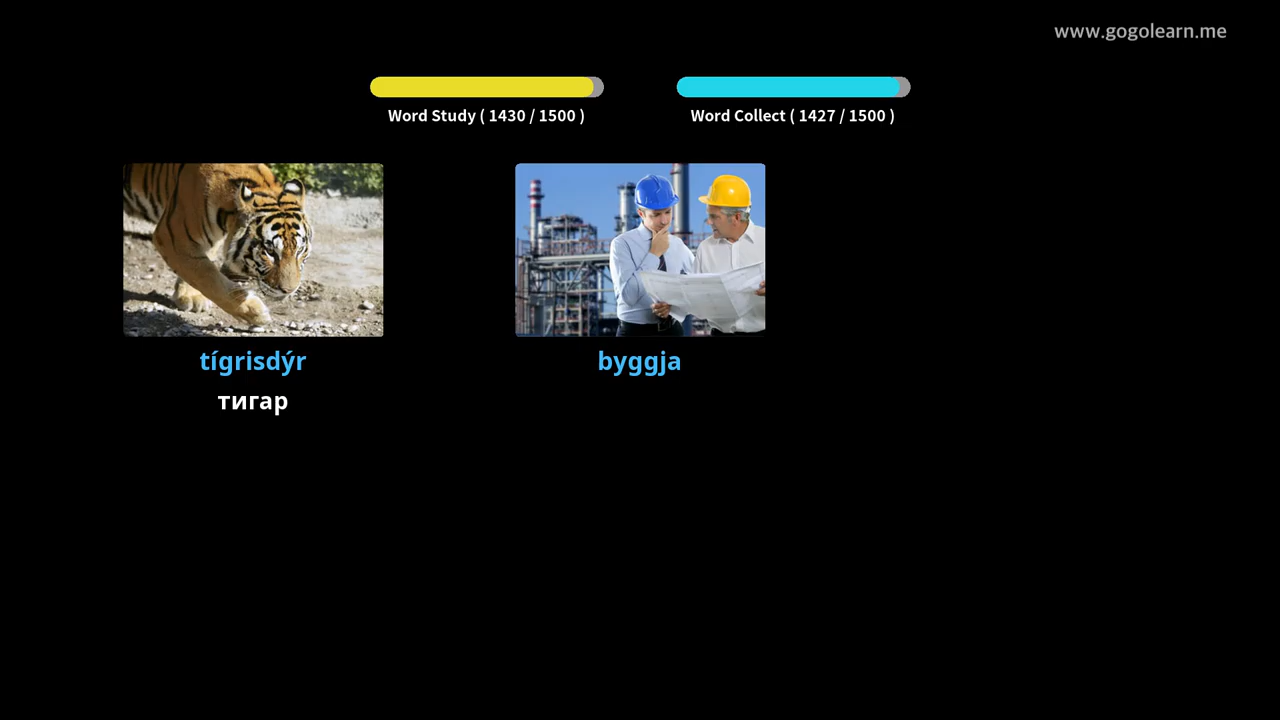 www.gogolearn.me
Word Study ( 1430 / 1500 )
Word Collect ( 1427 / 1500 )
tígrisdýr
byggja
тигар